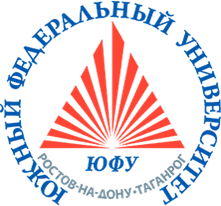 ЮЖНЫЙ ФЕДЕРАЛЬНЫЙ УНИВЕРСИТЕТ
ЮФУ
РОСТОВ-НА-ДОНУ•ТАГАНРОГ